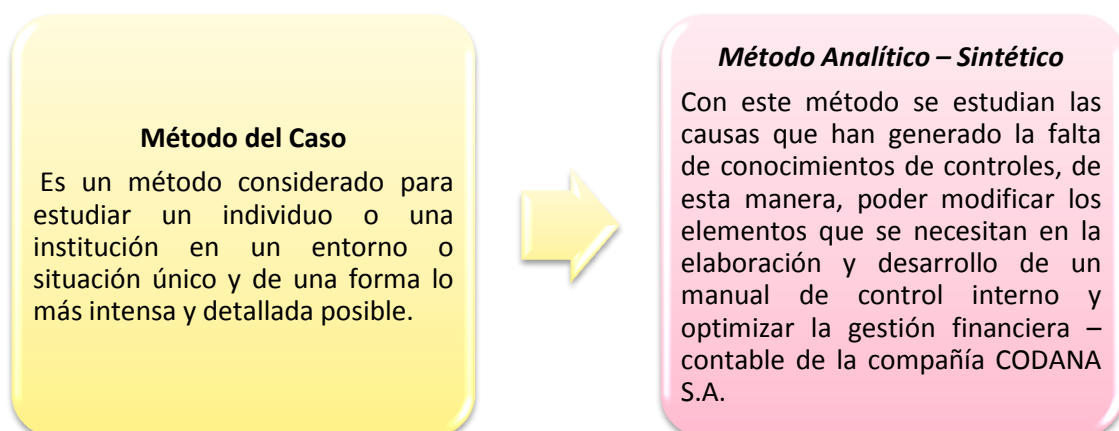 Método del Caso
Es un método considerado para
estudiar un individuo o una
institución en un entorno o
situación único y de una forma lo
más intensa y detallada posible.
Método Analítico – Sintético
Con este método se estudian las
causas que han generado la falta
de conocimientos de controles, de
esta manera, poder modificar los
elementos que se necesitan en la
elaboración y desarrollo de un
manual de control interno y
optimizar la gestión financiera –
contable de la compañía CODANA
S.A.